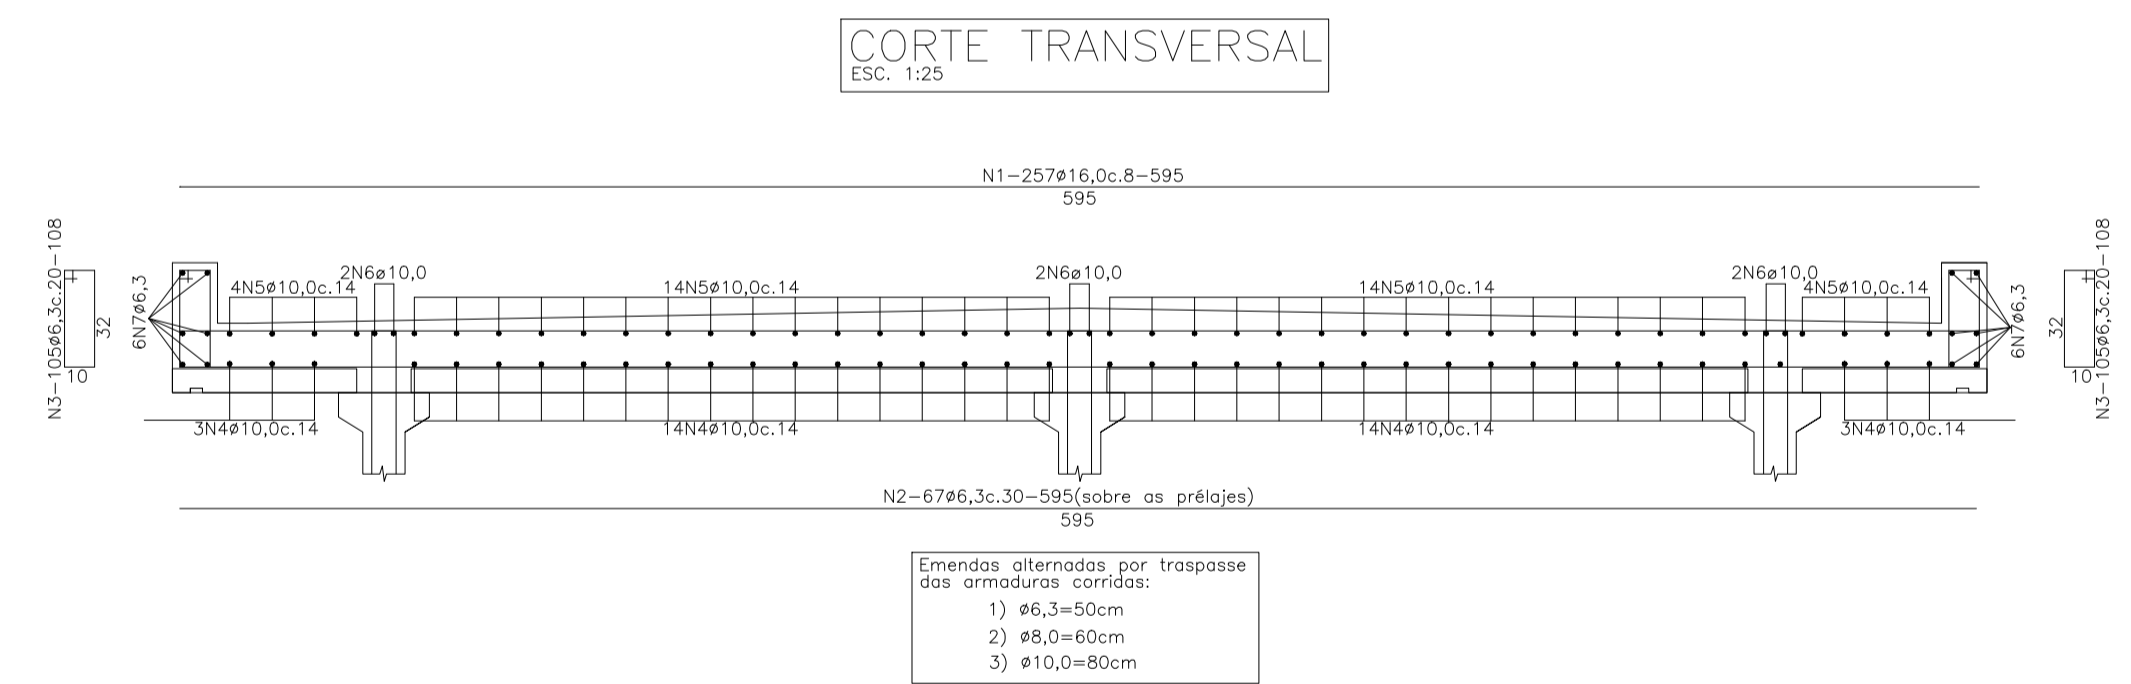 CORTE TRANSVERSAL
ESC. 1:25
N1-257ø16,0c.8-595
595
N3-105ø6,3c.20-108
32
10
6N7ø6,3
4N5ø10,0c.14
2N6ø10,0
14N5ø10,0c.14
2N6ø10,0
14N5ø10,0c.14
2N6ø10,0
4N5ø10,0c.14
6N7ø6,3
32
10
N3-105ø6,3c.20-108
3N4ø10,0c.14
14N4ø10,0c.14
14N4ø10,0c.14
3N4ø10,0c.14
N2-67ø6,3c.30-595(sobre as prélajes)
595
Emendas alternadas por traspasse
das armaduras corridas:
1) ø6,3=50cm
2) ø8,0=60cm
3) ø10,0=80cm